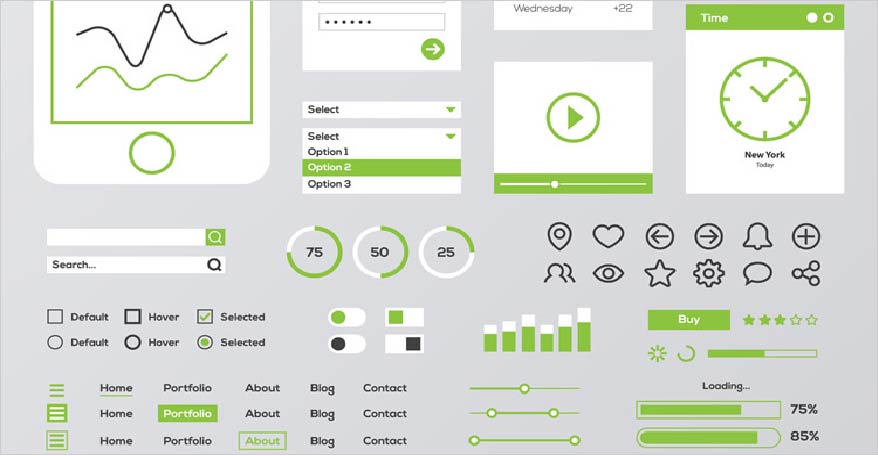 Wednesday +22
Time
Select
Select
Option 1
Option 2
Option 3
New York
Today
Search...
75 50 25
Default Hover Selected
Default Hover Selected
Buy
Home Portfolio About Blog Contact
Home Portfolio About Blog Contact
Home Portfolio About Blog Contact
Loading...
75%
85%